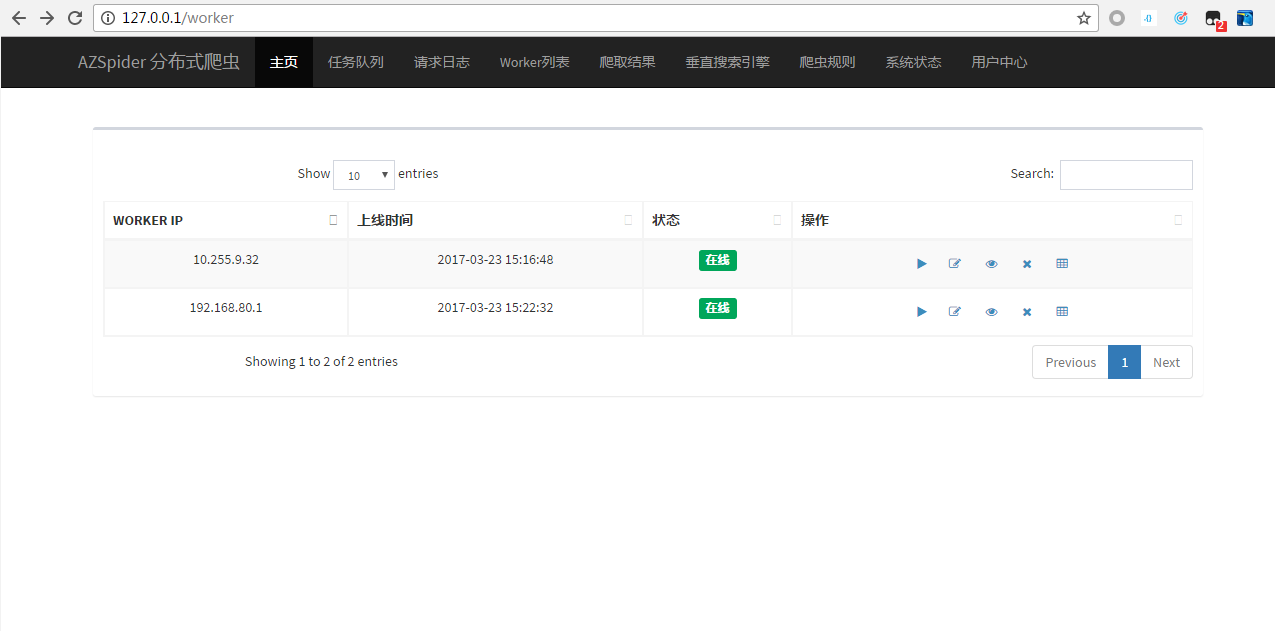 127.0.0.1/worker
2
AZSpider 分布式爬虫 主页 任务队列 请求日志 Worker列表 爬取结果 垂直搜索引擎 爬虫规则 系统状态 用户中心
Show 10 entries Search:
WORKER IP 上线时间 状态 操作
10.255.9.32 2017-03-23 15:16:48 在线
192.168.80.1 2017-03-23 15:22:32 在线
Showing 1 to 2 of 2 entries Previous 1 Next